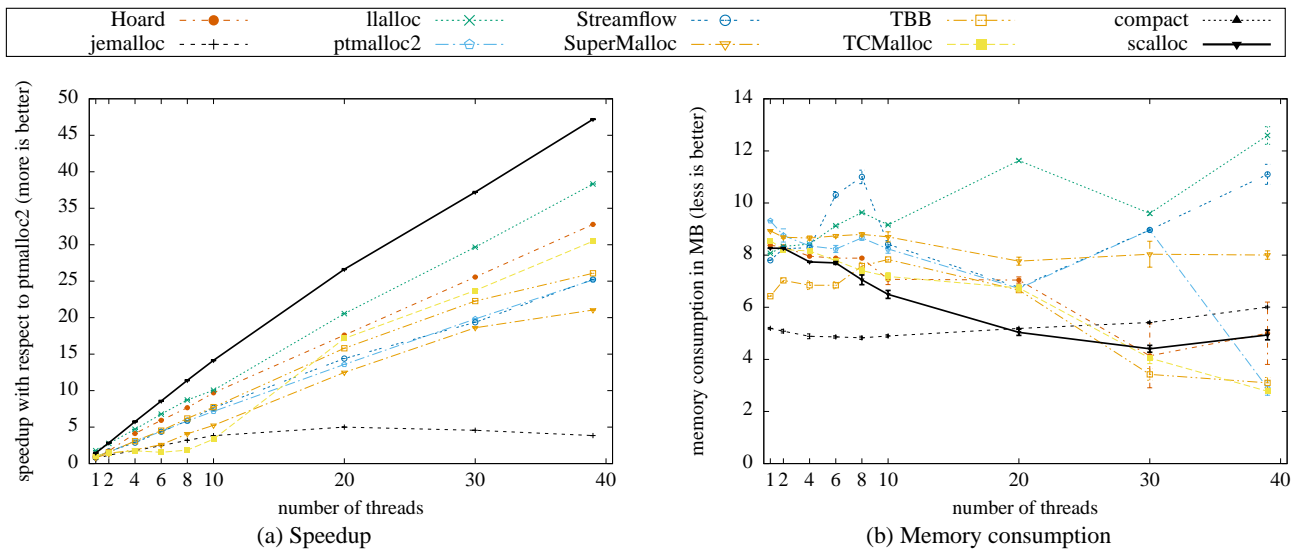 Hoard llalloc Streamflow TBB compact
jemalloc ptmalloc2 SuperMalloc TCMalloc scalloc
speedup with respect to ptmalloc2 (more is better)
50
45
40
35
30
25
20
15
10
5
0
1 2 4 6 8 10 20 30 40
number of threads
(a) Speedup
memory consumption in MB (less is better)
14
12
10
8
6
4
2
0
1 2 4 6 8 10 20 30 40
number of threads
(b) Memory consumption